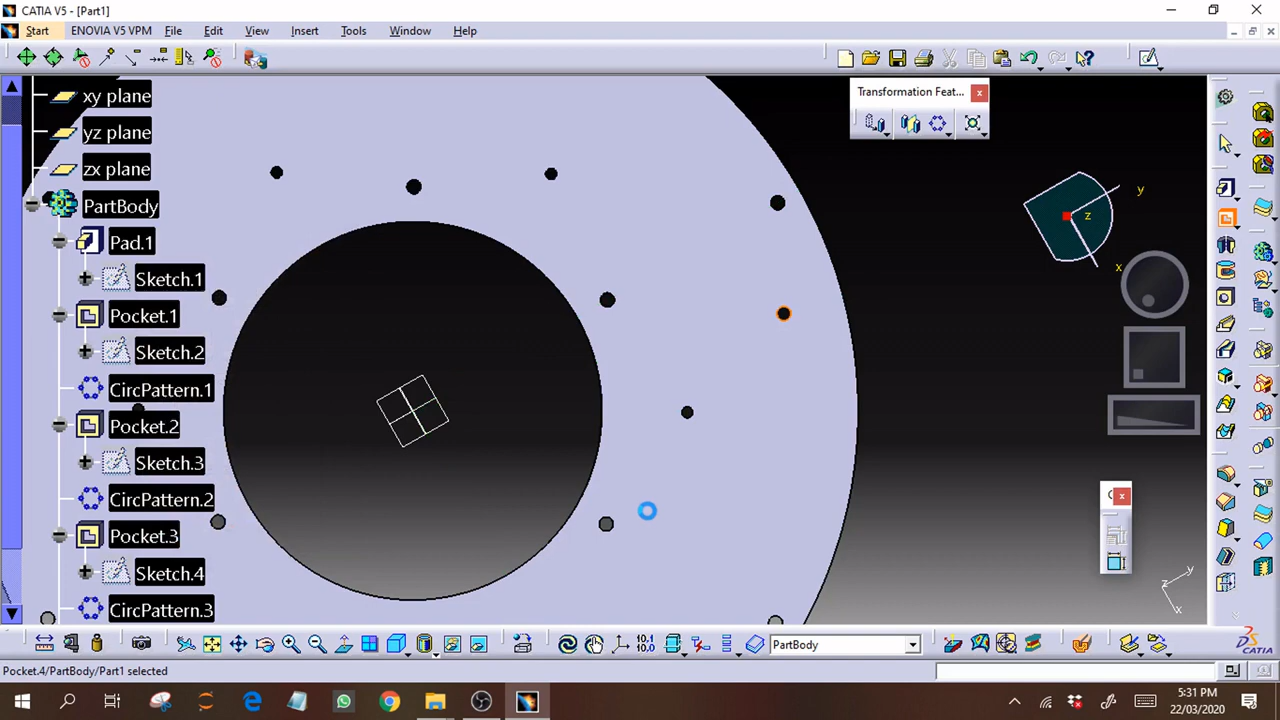 CATIA V5 - [Part1]
Start ENOVIA V5 VPM File Edit View Insert Tools Window Help
Transformation Feat...
xy plane
yz plane
zx plane
PartBody
Pad.1
Sketch.1
Pocket.1
Sketch.2
CircPattern.1
Pocket.2
Sketch.3
CircPattern.2
Pocket.3
Sketch.4
CircPattern.3
y
z
x
z y
x
10.1
PartBody
CATIA
Pocket.4/PartBody/Part1 selected
5:31 PM
22/03/2020